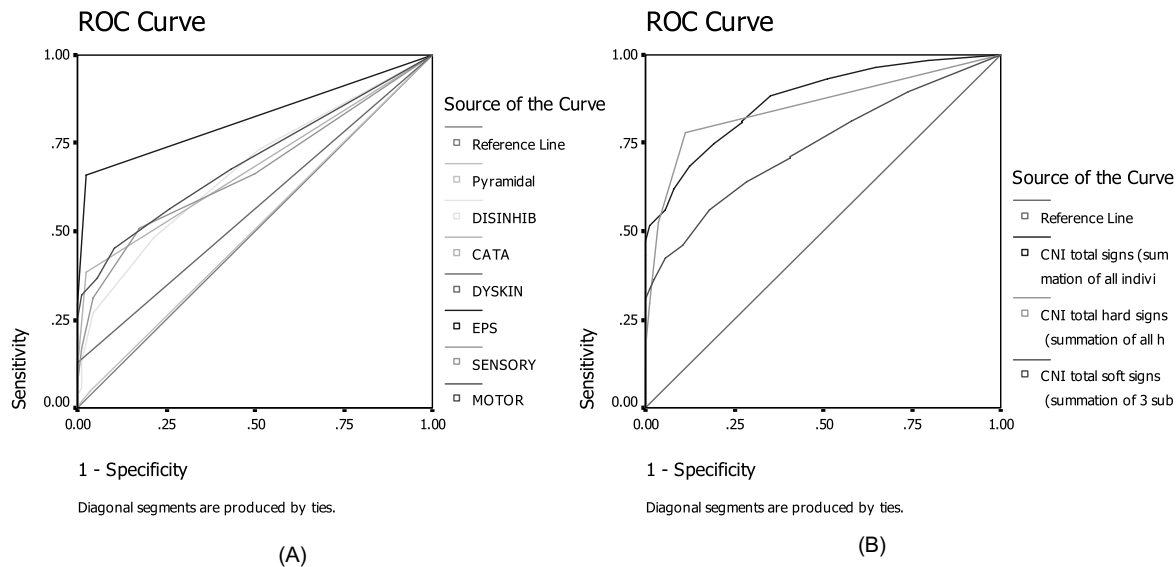 ROC Curve
1.00
.75
.50
.25
0.00
Sensitivity
0.00
.25
.50
.75
1.00
1 - Specificity
Diagonal segments are produced by ties.
Source of the Curve
Reference Line
Pyramidal
DISINHIB
CATA
DYSKIN
EPS
SENSORY
MOTOR
(A)
ROC Curve
1.00
.75
.50
.25
0.00
Sensitivity
0.00
.25
.50
.75
1.00
1 - Specificity
Diagonal segments are produced by ties.
Source of the Curve
Reference Line
CNI total signs (sum
mation of all indivi
CNI total hard signs
(summation of all h
CNI total soft signs
(summation of 3 sub
(B)